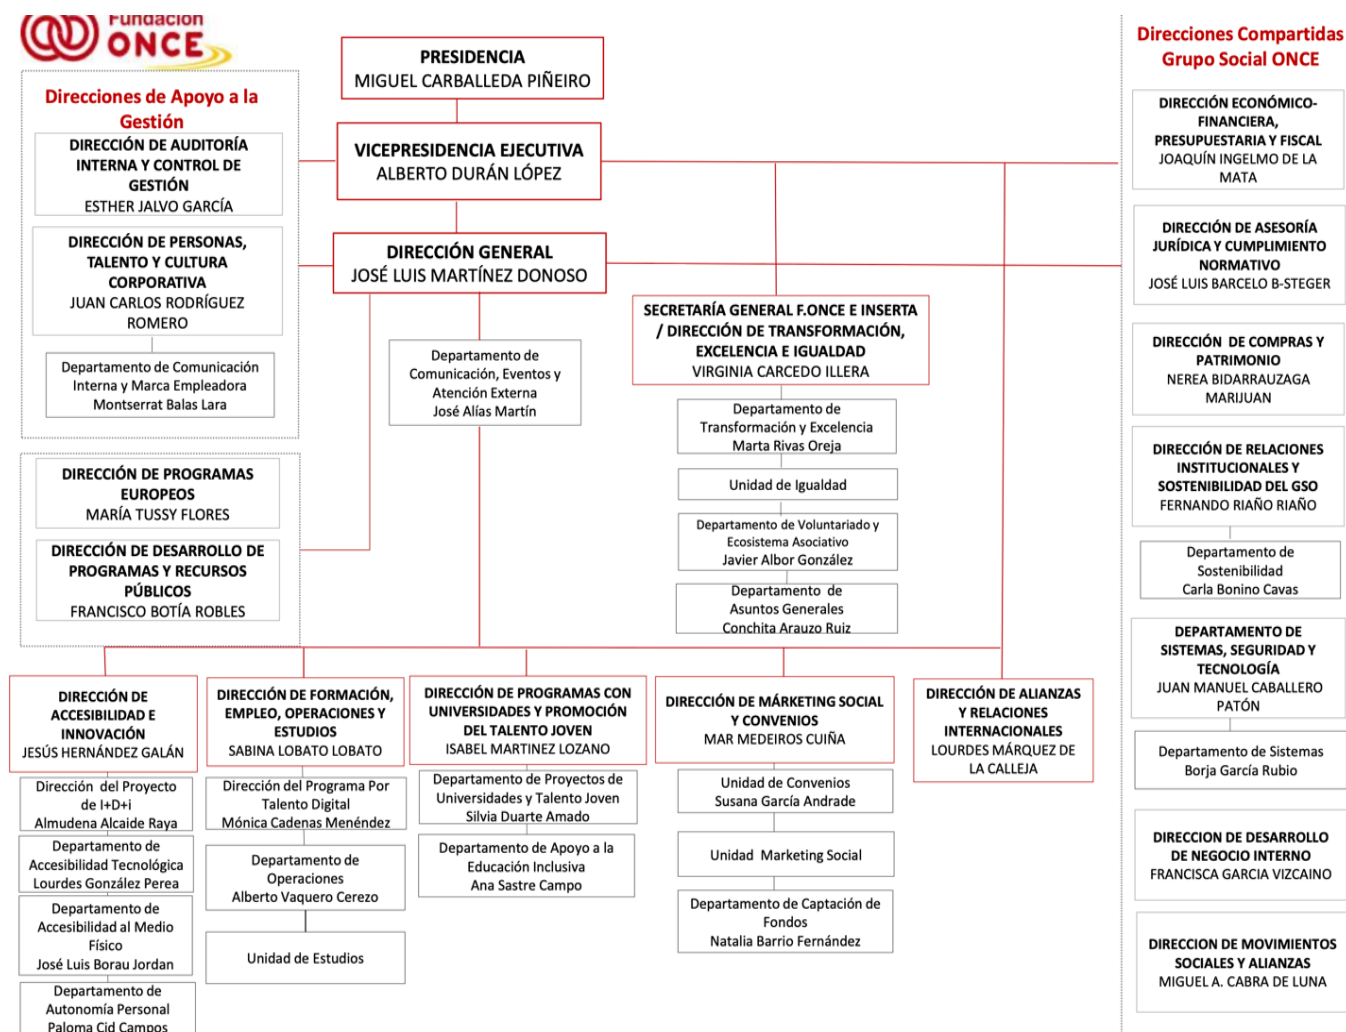 Fundación
ONCE
PRESIDENCIA
MIGUEL CARBALLEDA PIÑEIRO
VICEPRESIDENCIA EJECUTIVA
ALBERTO DURÁN LÓPEZ
DIRECCIÓN GENERAL
JOSÉ LUIS MARTÍNEZ DONOSO
Direcciones de Apoyo a la
Gestión
DIRECCIÓN DE AUDITORÍA
INTERNA Y CONTROL DE
GESTIÓN
ESTHER JALVO GARCÍA
DIRECCIÓN DE PERSONAS,
TALENTO Y CULTURA
CORPORATIVA
JUAN CARLOS RODRÍGUEZ
ROMERO
Departamento de Comunicación
Interna y Marca Empleadora
Montserrat Balas Lara
DIRECCIÓN DE PROGRAMAS
EUROPEOS
MARÍA TUSSY FLORES
DIRECCIÓN DE DESARROLLO DE
PROGRAMAS Y RECURSOS
PÚBLICOS
FRANCISCO BOTÍA ROBLES
Departamento de
Comunicación, Eventos y
Atención Externa
José Alías Martín
SECRETARÍA GENERAL F.ONCE E INSERTA
/ DIRECCIÓN DE TRANSFORMACIÓN,
EXCELENCIA E IGUALDAD
VIRGINIA CARCEDO ILLERA
Departamento de
Transformación y Excelencia
Marta Rivas Oreja
Unidad de Igualdad
Departamento de Voluntariado y
Ecosistema Asociativo
Javier Albor González
Departamento  de
Asuntos Generales
Conchita Arauzo Ruiz
DIRECCIÓN DE
ACCESIBILIDAD E
INNOVACIÓN
JESÚS HERNÁNDEZ GALÁN
Dirección  del Proyecto
de I+D+i
Almudena Alcaide Raya
Departamento de
Accesibilidad Tecnológica
Lourdes González Perea
Departamento de
Accesibilidad al Medio
Físico
José Luis Borau Jordan
Departamento de
Autonomía Personal
Paloma Cid Campos
DIRECCIÓN DE FORMACIÓN,
EMPLEO, OPERACIONES Y
ESTUDIOS
SABINA LOBATO LOBATO
Dirección del Programa Por
Talento Digital
Mónica Cadenas Menéndez
Departamento de
Operaciones
Alberto Vaquero Cerezo
Unidad de Estudios
DIRECCIÓN DE PROGRAMAS CON
UNIVERSIDADES Y PROMOCIÓN
DEL TALENTO JOVEN
ISABEL MARTINEZ LOZANO
Departamento de Proyectos de
Universidades y Talento Joven
Silvia Duarte Amado
Departamento de Apoyo a la
Educación Inclusiva
Ana Sastre Campo
DIRECCIÓN DE MÁRKETING SOCIAL
Y CONVENIOS
MAR MEDEIROS CUIÑA
Unidad de Convenios
Susana García Andrade
Unidad  Marketing Social
Departamento de Captación de
Fondos
Natalia Barrio Fernández
DIRECCIÓN DE ALIANZAS
Y RELACIONES
INTERNACIONALES
LOURDES MÁRQUEZ DE
LA CALLEJA
Direcciones Compartidas
Grupo Social ONCE
DIRECCIÓN ECONÓMICO-
FINANCIERA,
PRESUPUESTARIA Y FISCAL
JOAQUÍN INGELMO DE LA
MATA
DIRECCIÓN DE ASESORÍA
JURÍDICA Y CUMPLIMIENTO
NORMATIVO
JOSÉ LUIS BARCELO B-STEGER
DIRECCIÓN  DE COMPRAS Y
PATRIMONIO
NEREA BIDARRAUZAGA
MARIJUAN
DIRECCIÓN DE RELACIONES
INSTITUCIONALES Y
SOSTENIBILIDAD DEL GSO
FERNANDO RIAÑO RIAÑO
Departamento de
Sostenibilidad
Carla Bonino Cavas
DEPARTAMENTO DE
SISTEMAS, SEGURIDAD Y
TECNOLOGÍA
JUAN MANUEL CABALLERO
PATÓN
Departamento de Sistemas
Borja García Rubio
DIRECCION DE DESARROLLO
DE NEGOCIO INTERNO
FRANCISCA GARCIA VIZCAINO
DIRECCION DE MOVIMIENTOS
SOCIALES Y ALIANZAS
MIGUEL A. CABRA DE LUNA